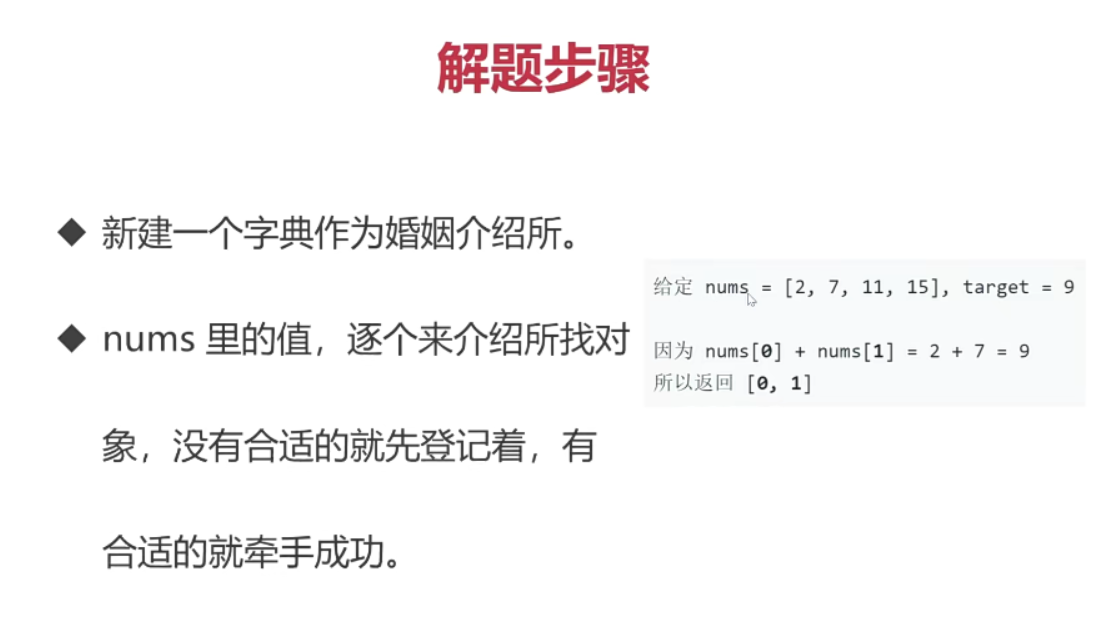 解题步骤
◆ 新建一个字典作为婚姻介绍所。
◆ nums 里的值，逐个来介绍所找对
象，没有合适的就先登记着，有
合适的就牵手成功。
给定 nums = [2, 7, 11, 15], target = 9
因为 nums[0] + nums[1] = 2 + 7 = 9
所以返回 [0, 1]